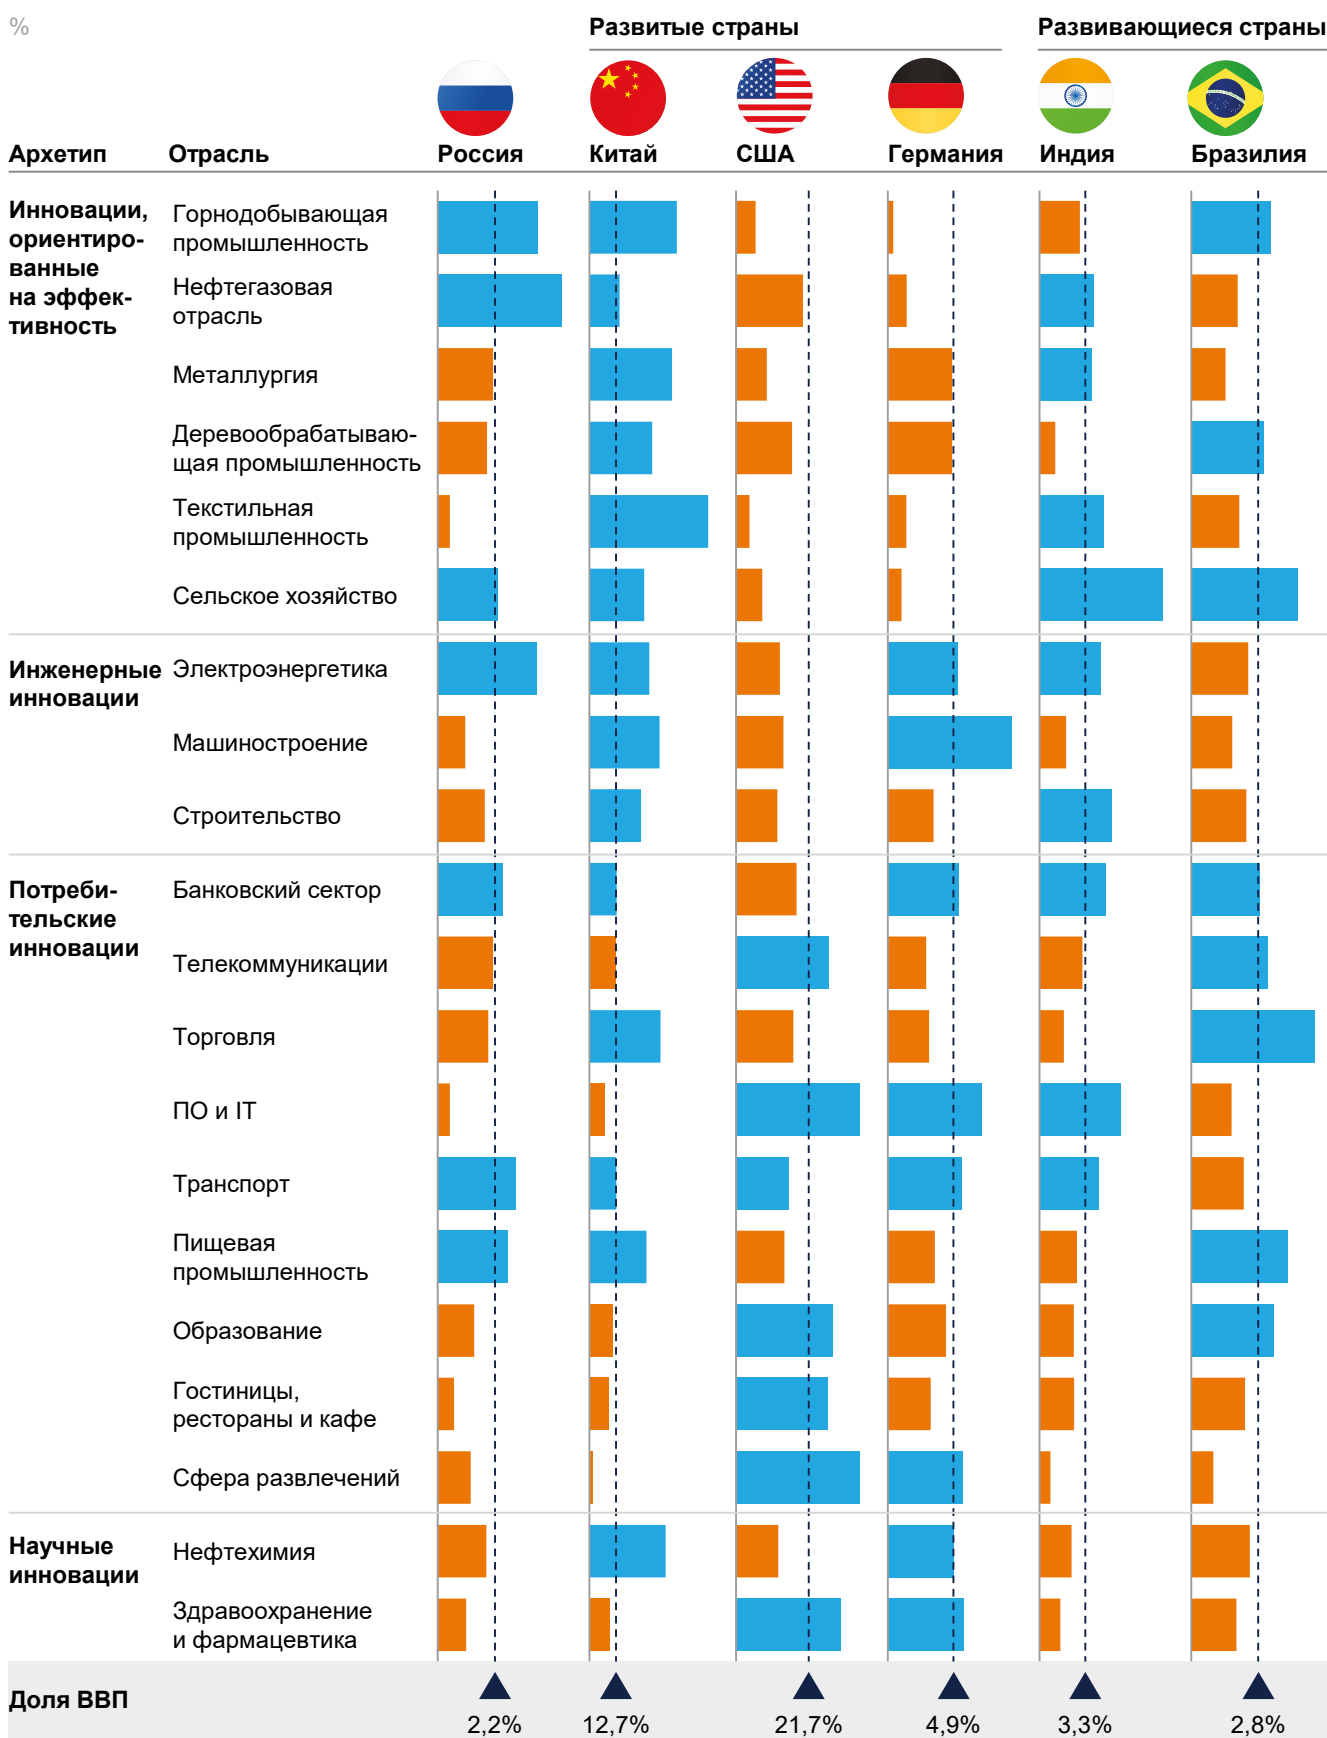 %
Развитые страны
Развивающиеся страны
Архетип
Отрасль
Россия
Китай
США
Германия
Индия
Бразилия
Инновации,
ориентиро-
ванные
на эффек-
тивность
Горнодобывающая
промышленность
Нефтегазовая
отрасль
Металлургия
Деревообрабатываю-
щая промышленность
Текстильная
промышленность
Сельское хозяйство
Инженерные
инновации
Электроэнергетика
Машиностроение
Строительство
Потреби-
тельские
инновации
Банковский сектор
Телекоммуникации
Торговля
ПО и IT
Транспорт
Пищевая
промышленность
Образование
Гостиницы,
рестораны и кафе
Сфера развлечений
Научные
инновации
Нефтехимия
Здравоохранение
и фармацевтика
Доля ВВП
2,2%
12,7%
21,7%
4,9%
3,3%
2,8%